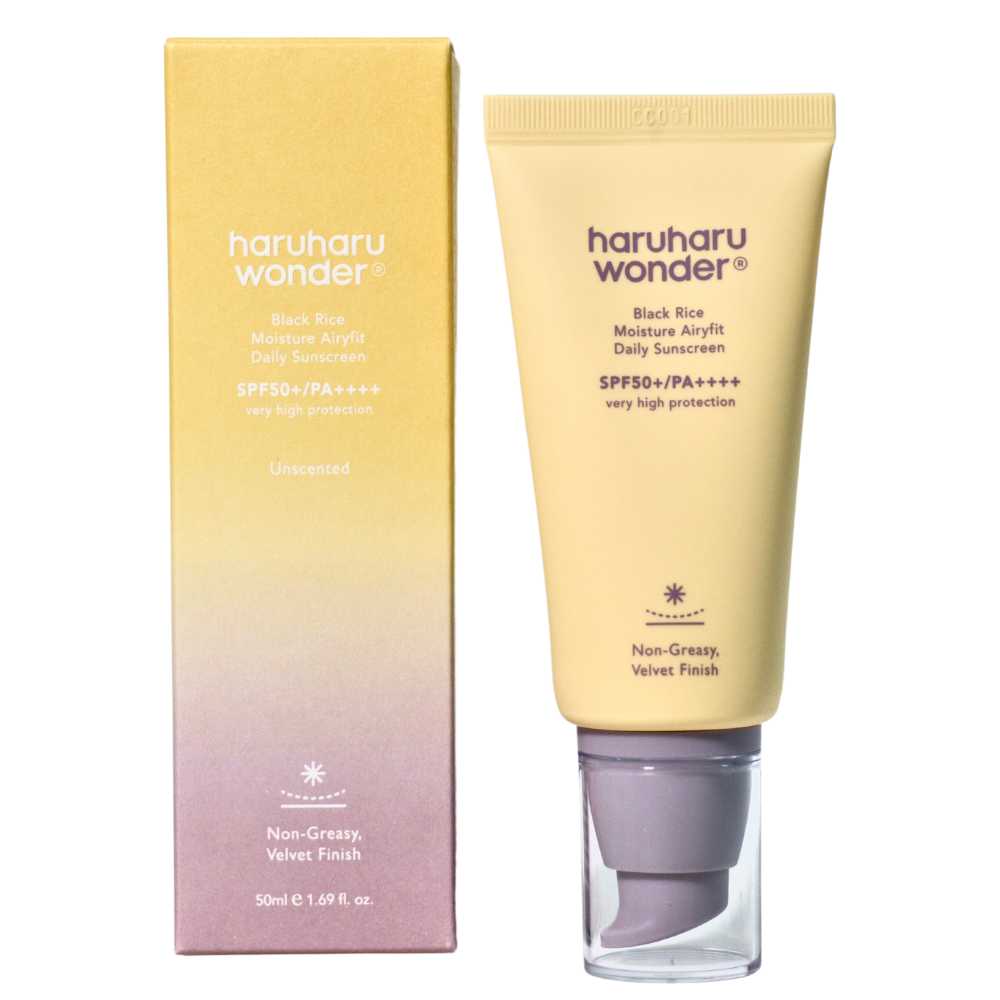 haruharu
wonder®
Black Rice
Moisture Airyfit
Daily Sunscreen
SPF50+/PA++++
very high protection
Unscented
Non-Greasy,
Velvet Finish
50ml e 1.69 fl. oz.
CC001
haruharu
wonder®
Black Rice
Moisture Airyfit
Daily Sunscreen
SPF50+/PA++++
very high protection
Non-Greasy,
Velvet Finish